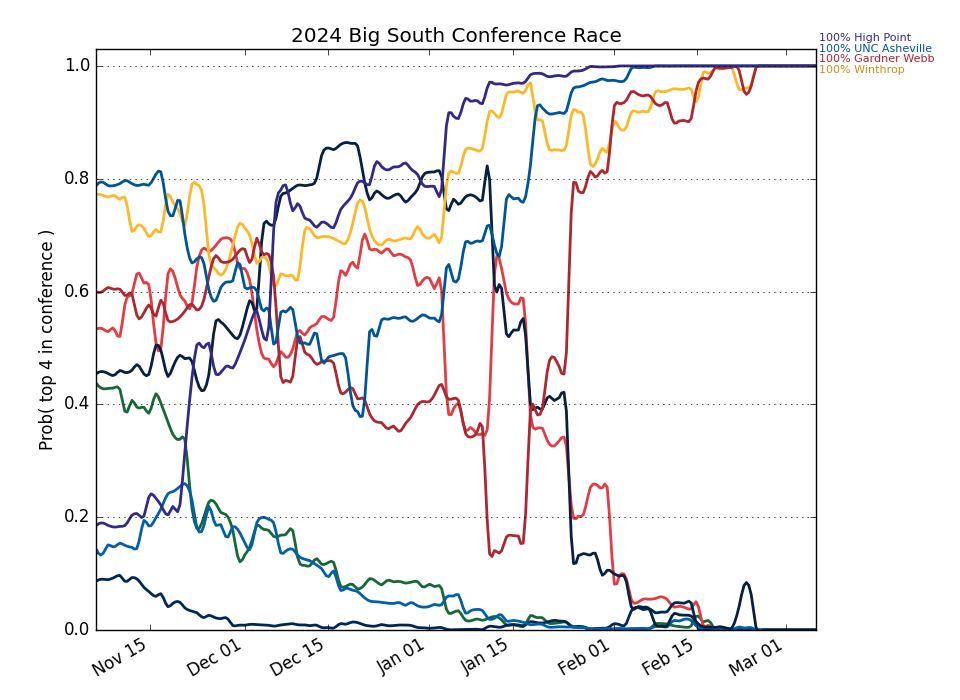 2024 Big South Conference Race
100% High Point
100% UNC Asheville
100% Gardner Webb
100% Winthrop
Prob( top 4 in conference )
1.0
0.8
0.6
0.4
0.2
0.0
Nov 15
Dec 01
Dec 15
Jan 01
Jan 15
Feb 01
Feb 15
Mar 01